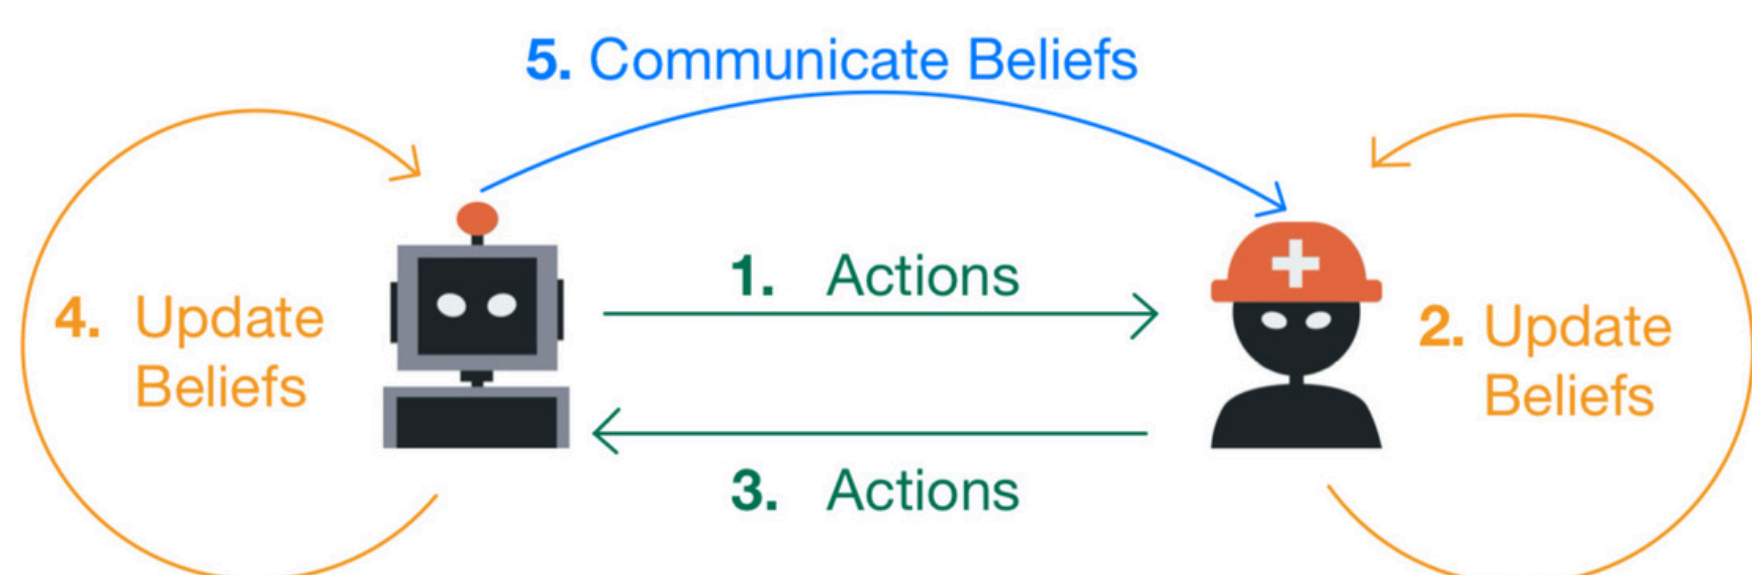 5. Communicate Beliefs
1. Actions
4. Update
Beliefs
2. Update
Beliefs
3. Actions